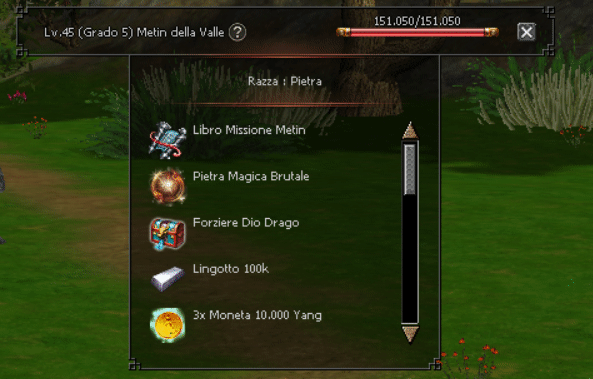 151.050/151.050
Lv.45 (Grado 5) Metin della Valle ?
Razza : Pietra
Libro Missione Metin
Pietra Magica Brutale
Forziere Dio Drago
Lingotto 100k
3x Moneta 10.000 Yang